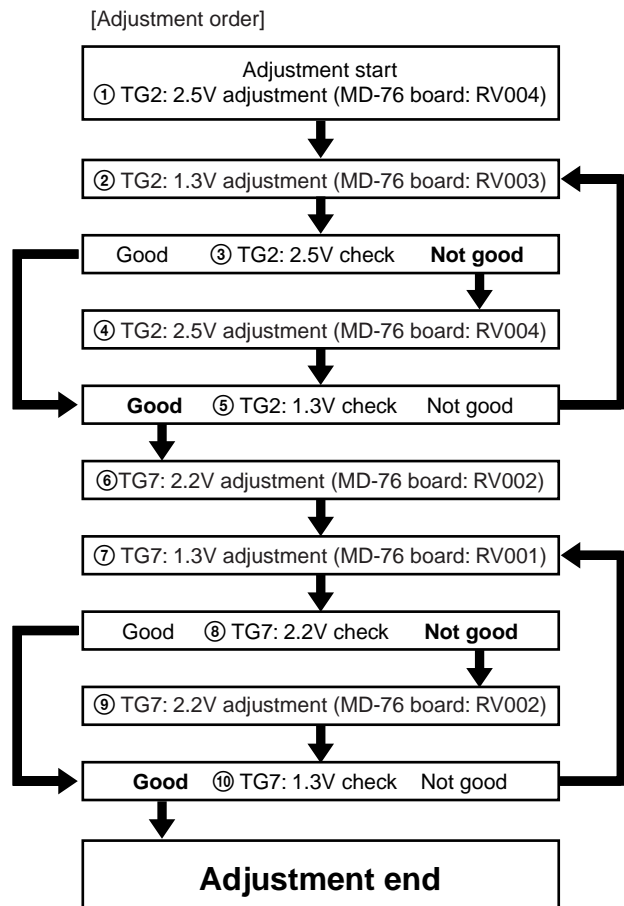 [Adjustment order]
Adjustment start
① TG2: 2.5V adjustment (MD-76 board: RV004)
② TG2: 1.3V adjustment (MD-76 board: RV003)
Good ③ TG2: 2.5V check Not good
④ TG2: 2.5V adjustment (MD-76 board: RV004)
Good ⑤ TG2: 1.3V check Not good
⑥TG7: 2.2V adjustment (MD-76 board: RV002)
⑦ TG7: 1.3V adjustment (MD-76 board: RV001)
Good ⑧ TG7: 2.2V check Not good
⑨ TG7: 2.2V adjustment (MD-76 board: RV002)
Good ⑩ TG7: 1.3V check Not good
Adjustment end